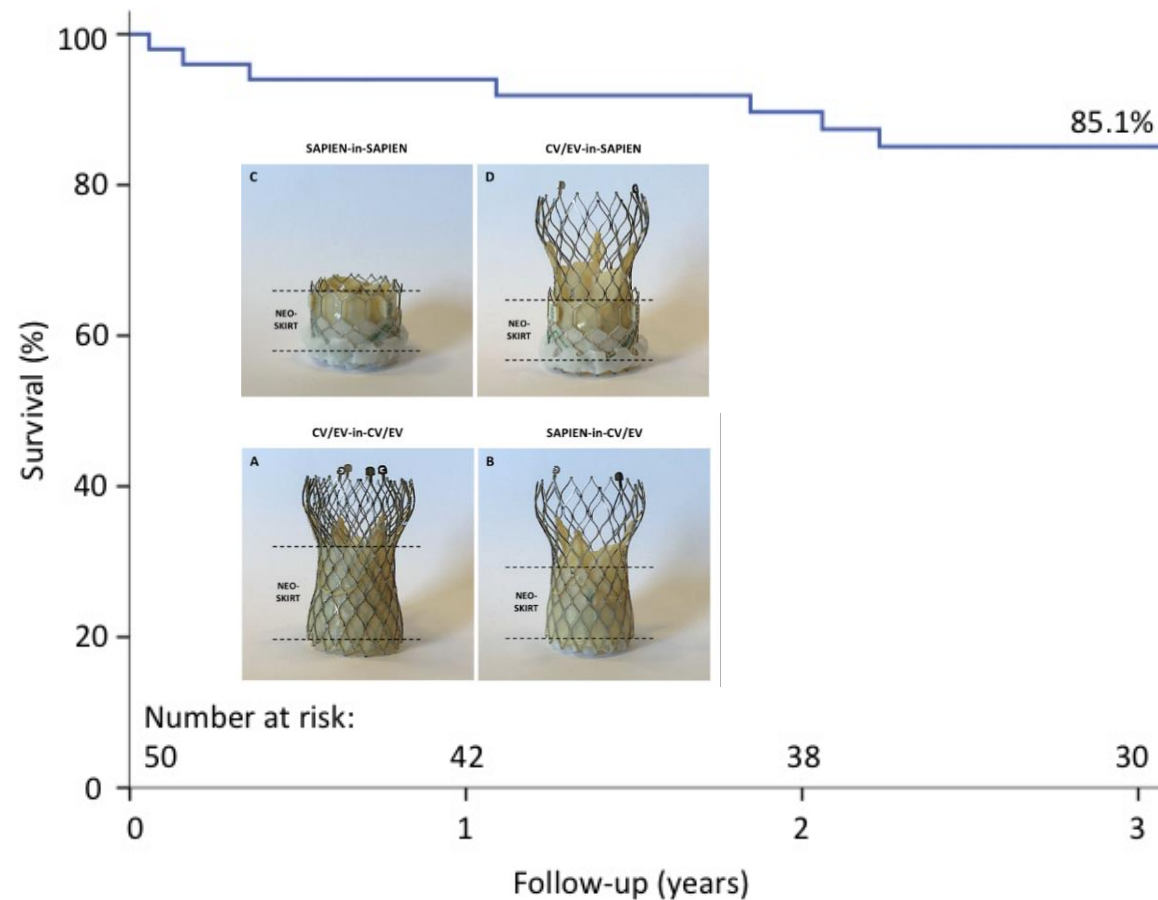 100
85.1%
SAPIEN-in-SAPIEN
CV/EV-in-SAPIEN
C
D
80
NEO-
SKIRT
NEO-
SKIRT
60
Survival (%)
CV/EV-in-CV/EV
SAPIEN-in-CV/EV
A
B
40
NEO-
SKIRT
NEO-
SKIRT
20
Number at risk:
50 42 38 30
0
0 1 2 3
Follow-up (years)